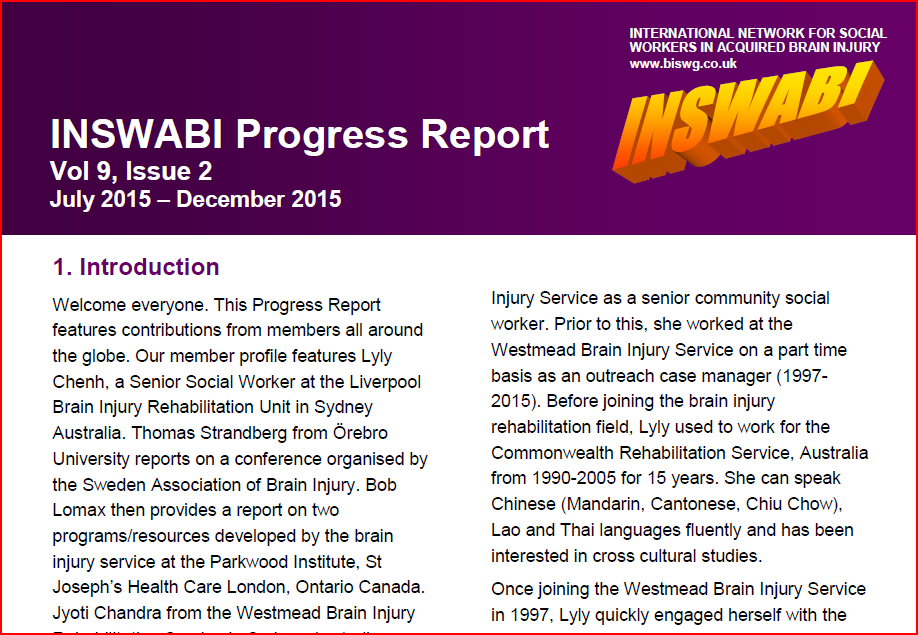 INTERNATIONAL NETWORK FOR SOCIAL
WORKERS IN ACQUIRED BRAIN INJURY
www.biswg.co.uk
INSWABI
INSWABI Progress Report
Vol 9, Issue 2
July 2015 – December 2015
1. Introduction
Welcome everyone. This Progress Report
features contributions from members all around
the globe. Our member profile features Lyly
Chenh, a Senior Social Worker at the Liverpool
Brain Injury Rehabilitation Unit in Sydney
Australia. Thomas Strandberg from Örebro
University reports on a conference organised by
the Sweden Association of Brain Injury. Bob
Lomax then provides a report on two
programs/resources developed by the brain
injury service at the Parkwood Institute, St
Joseph's Health Care London, Ontario Canada.
Jyoti Chandra from the Westmead Brain Injury
Injury Service as a senior community social
worker. Prior to this, she worked at the
Westmead Brain Injury Service on a part time
basis as an outreach case manager (1997-
2015). Before joining the brain injury
rehabilitation field, Lyly used to work for the
Commonwealth Rehabilitation Service, Australia
from 1990-2005 for 15 years. She can speak
Chinese (Mandarin, Cantonese, Chiu Chow),
Lao and Thai languages fluently and has been
interested in cross cultural studies.
Once joining the Westmead Brain Injury Service
in 1997, Lyly quickly engaged herself with the